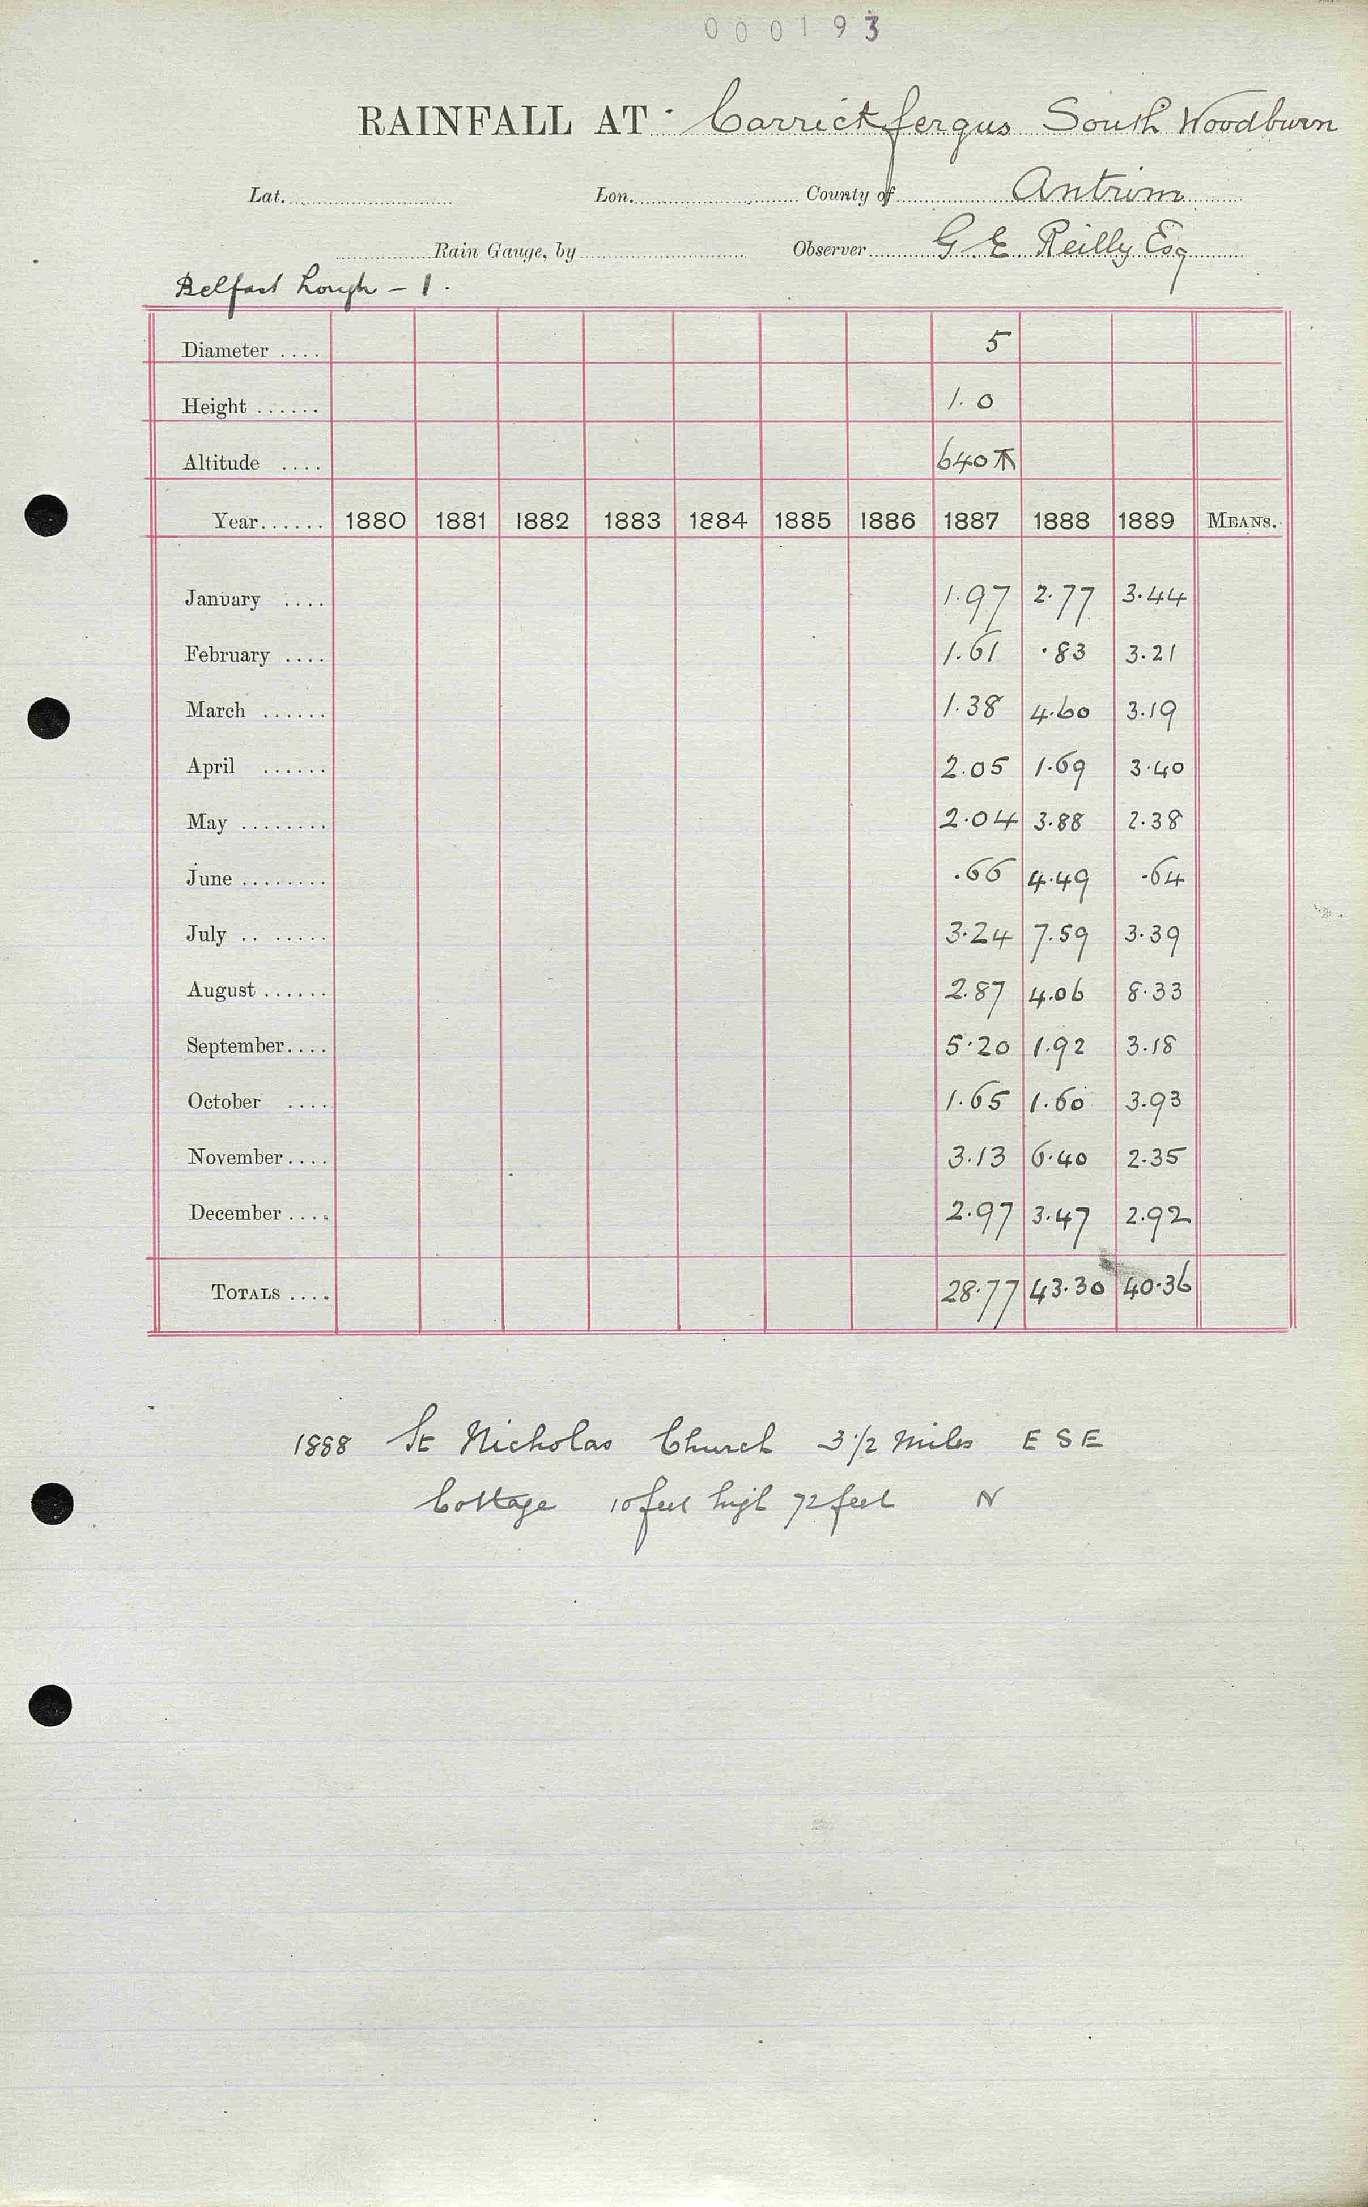 000193
RAINFALL AT Carrickfergus South Woodburn
Lat. Lon. County of Antrim
Rain Gauge, by Observer G. E. Reilly Esq
Belfast Lough - 1.
Diameter .... 5
Height ...... 1.0
Altitude .... 640
Year...... 1880 1881 1882 1883 1884 1885 1886 1887 1888 1889 MEANS.
January .... 1.97 2.77 3.44
February .... 1.61 .83 3.21
March ...... 1.38 4.60 3.19
April ...... 2.05 1.69 3.40
May ........ 2.04 3.88 2.38
June ........ .66 4.49 .64
July .. ...... 3.24 7.59 3.39
August ...... 2.87 4.06 8.33
September.... 5.20 1.92 3.18
October .... 1.65 1.60 3.93
November.... 3.13 6.40 2.35
December .... 2.97 3.47 2.92
TOTALS .... 28.77 43.30 40.36
1888 St Nicholas Church 3 1/2 miles E S E
Cottage 10 feet high 72 feet N